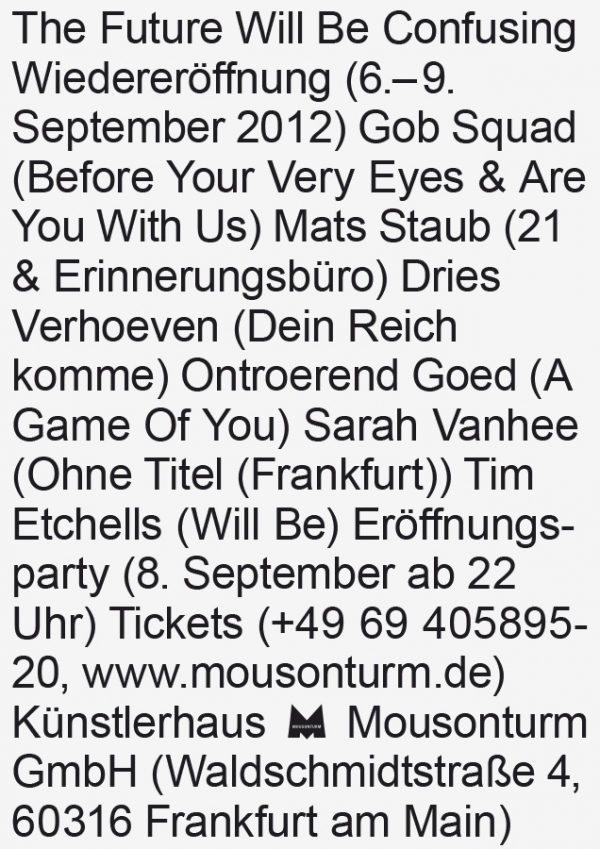 The Future Will Be Confusing
Wiedereröffnung (6.–9.
September 2012) Gob Squad
(Before Your Very Eyes & Are
You With Us) Mats Staub (21
& Erinnerungsbüro) Dries
Verhoeven (Dein Reich
komme) Ontroerend Goed (A
Game Of You) Sarah Vanhee
(Ohne Titel (Frankfurt)) Tim
Etchells (Will Be) Eröffnungs-
party (8. September ab 22
Uhr) Tickets (+49 69 405895-
20, www.mousonturm.de)
Künstlerhaus MOUSONTURM Mousonturm
GmbH (Waldschmidtstraße 4,
60316 Frankfurt am Main)